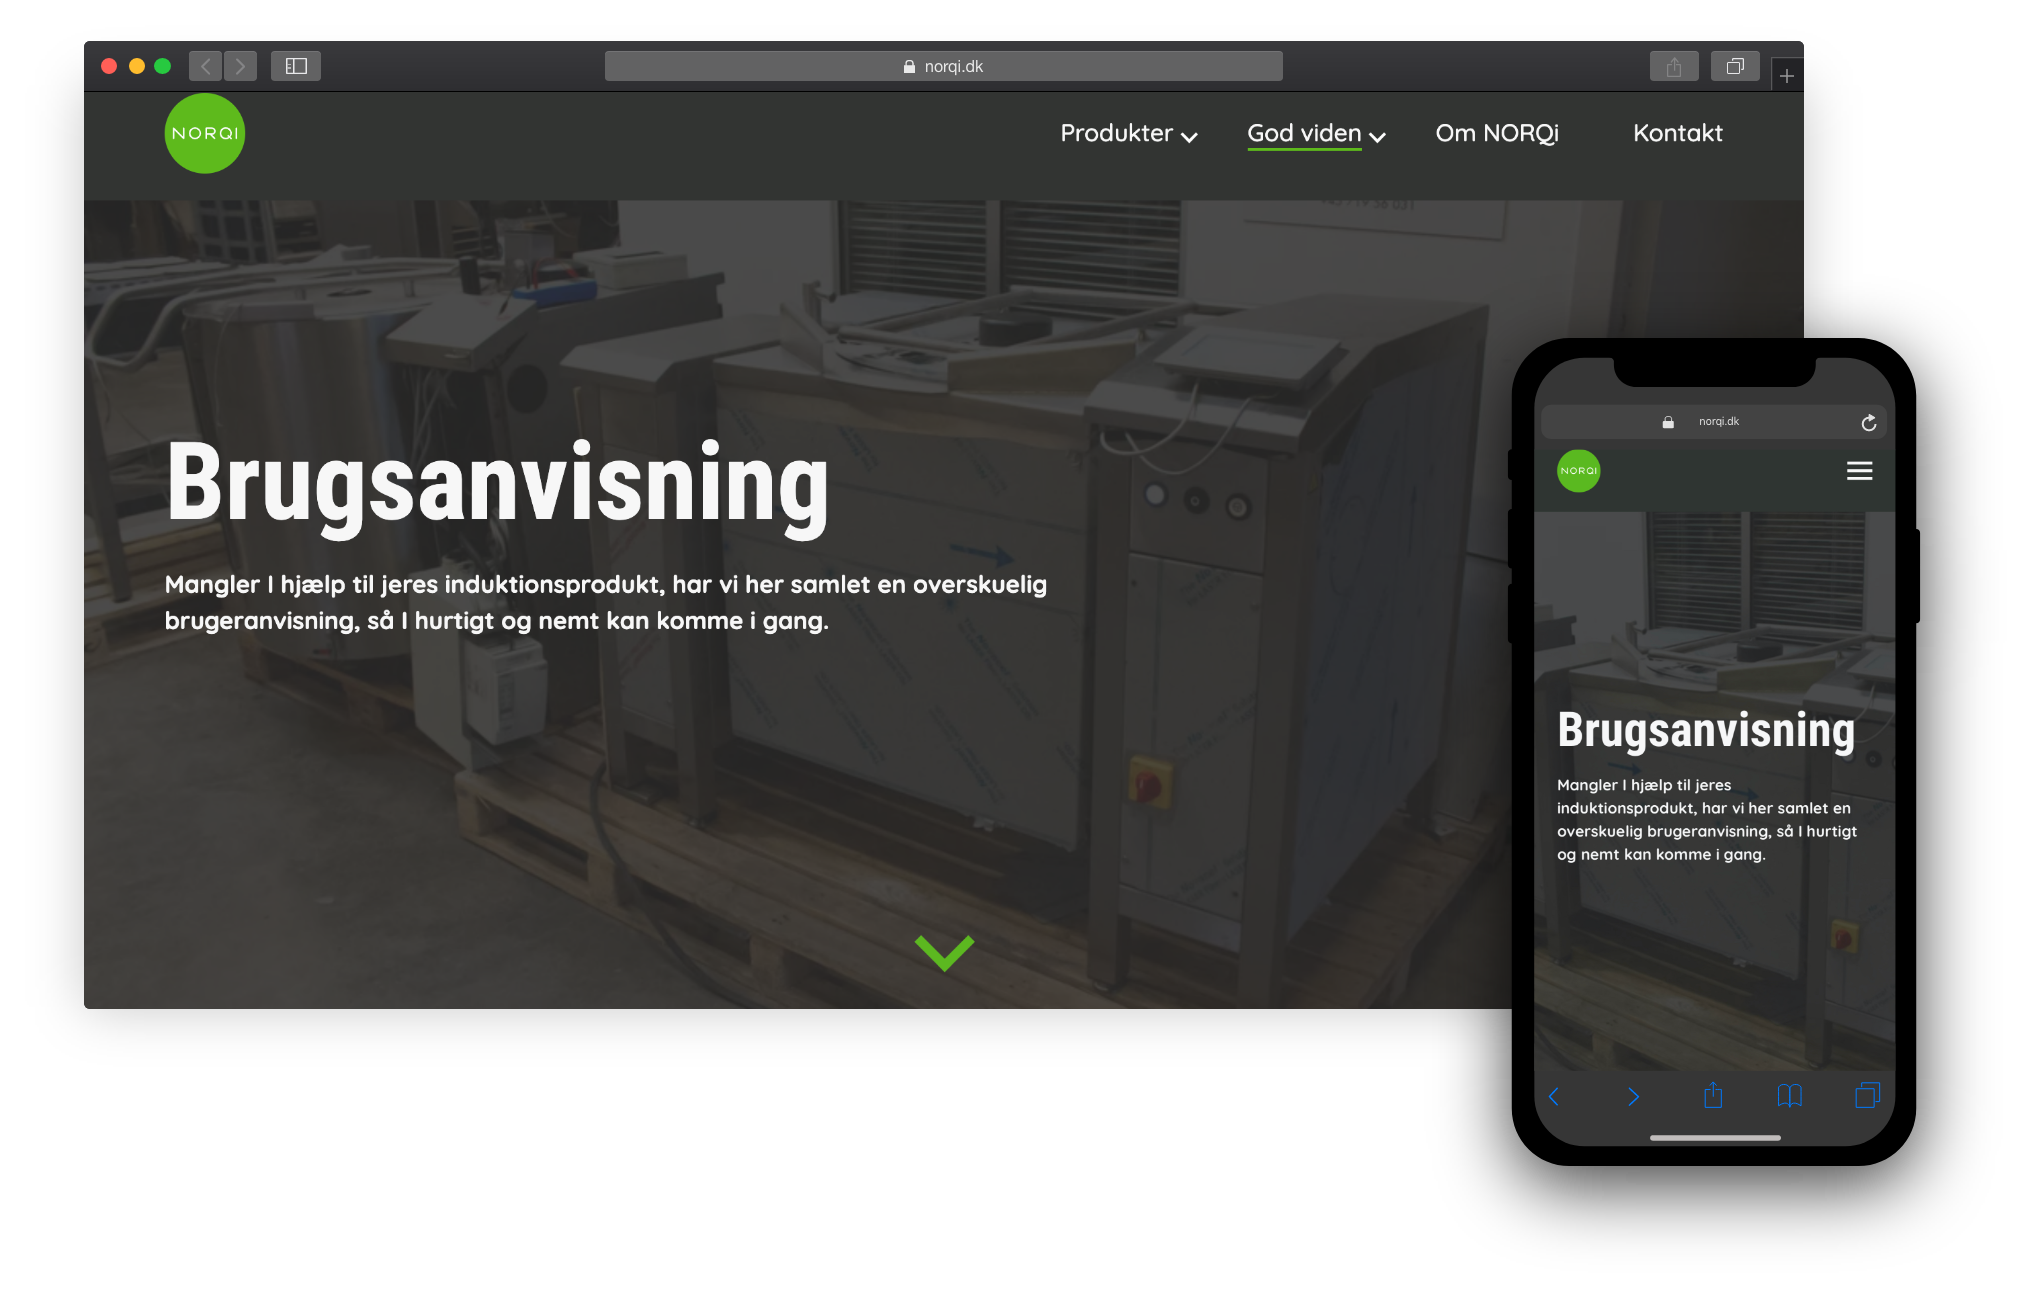 norqi.dk
NORQI
Produkter
God viden
Om NORQi
Kontakt
Brugsanvisning
Mangler I hjælp til jeres induktionsprodukt, har vi her samlet en overskuelig
brugeranvisning, så I hurtigt og nemt kan komme i gang.
norqi.dk
NORQI
Brugsanvisning
Mangler I hjælp til jeres
induktionsprodukt, har vi her samlet en
overskuelig brugeranvisning, så I hurtigt
og nemt kan komme i gang.